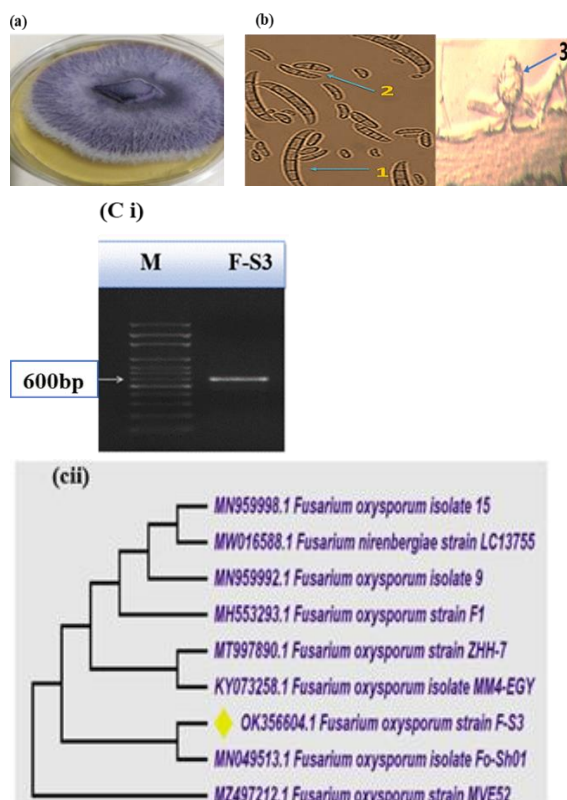 (a)
(b)
2
1
3
(C i)
M F-S3
600bp
(cii)
MN959998.1 Fusarium oxysporum isolate 15
MW016588.1 Fusarium nirenbergiae strain LC13755
MN959992.1 Fusarium oxysporum isolate 9
MH553293.1 Fusarium oxysporum strain F1
MT997890.1 Fusarium oxysporum strain ZHH-7
KY073258.1 Fusarium oxysporum isolate MM4-EGY
OK356604.1 Fusarium oxysporum strain F-S3
MN049513.1 Fusarium oxysporum isolate Fo-Sh01
MZ497212.1 Fusarium oxysporum strain MVF52